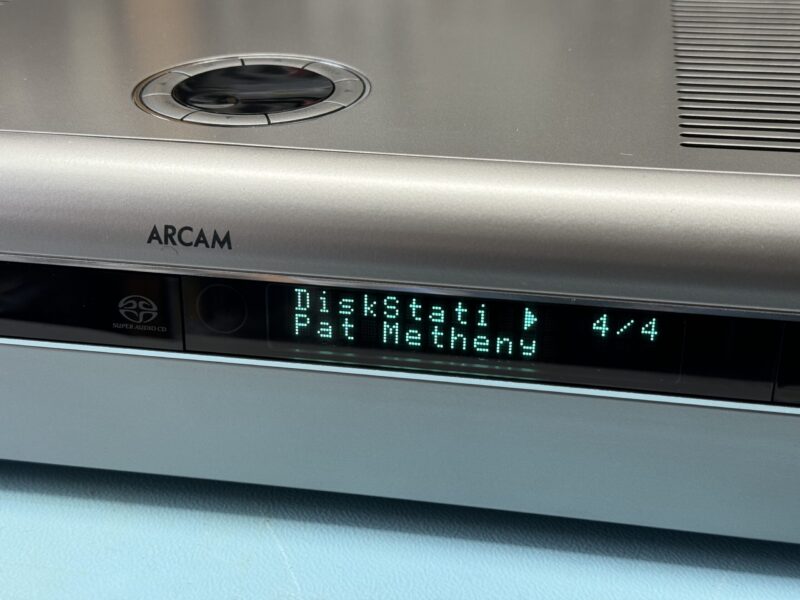 ARCAM
SUPER AUDIO CD
DiskStati ▶ 4/4
Pat Metheny